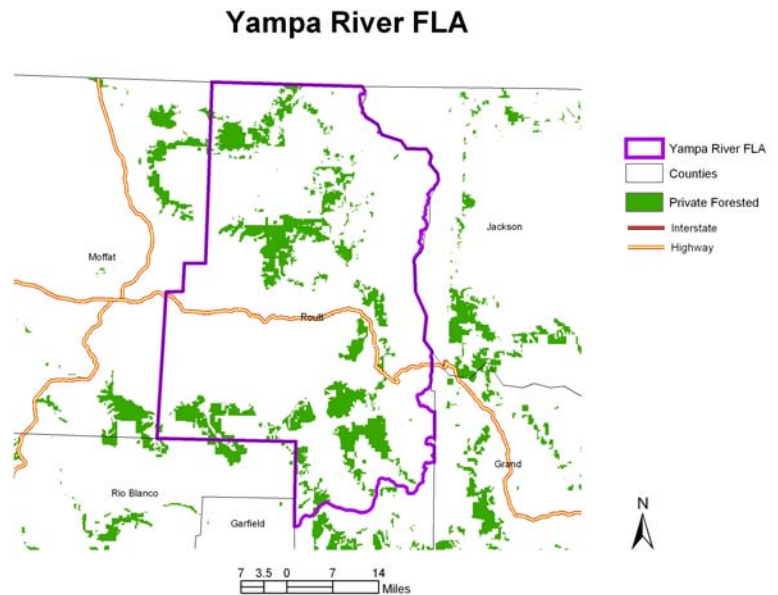 Yampa River FLA
Yampa River FLA
Counties
Private Forested
Interstate
Highway
Jackson
Moffat
Routt
Grand
Rio Blanco
Garfield
N
7 3.5 0 7 14
Miles